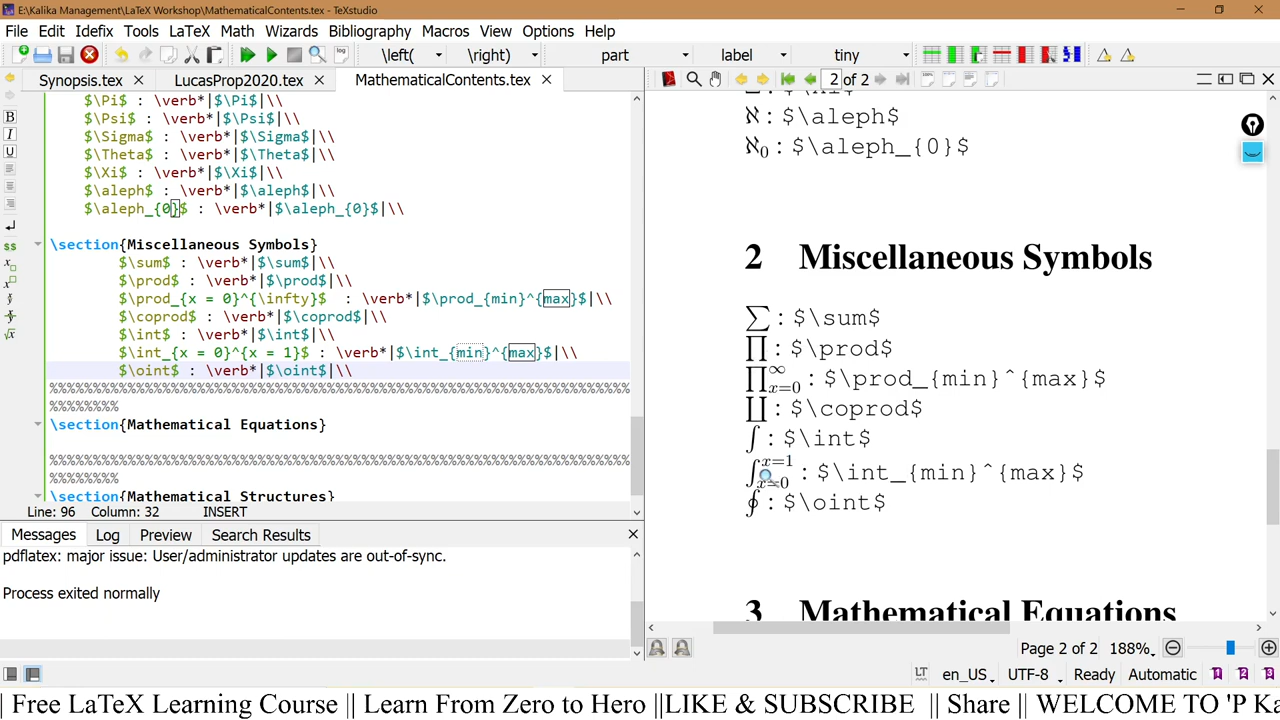 E:\Kalika Management\LaTeX Workshop\MathematicalContents.tex - TeXstudio
File Edit Idefix Tools LaTeX Math Wizards Bibliography Macros View Options Help
\left( \right) part label tiny
Synopsis.tex LucasProp2020.tex MathematicalContents.tex
2 of 2
$\Pi$ : \verb*|$\Pi$|\\
$\Psi$ : \verb*|$\Psi$|\\
$\Sigma$ : \verb*|$\Sigma$|\\
$\Theta$ : \verb*|$\Theta$|\\
$\Xi$ : \verb*|$\Xi$|\\
$\aleph$ : \verb*|$\aleph$|\\
$\aleph_{0}$ : \verb*|$\aleph_{0}$|\\
\section{Miscellaneous Symbols}
$\sum$ : \verb*|$\sum$|\\
$\prod$ : \verb*|$\prod$|\\
$\prod_{x = 0}^{\infty}$ : \verb*|$\prod_{min}^{max}$|\\
$\coprod$ : \verb*|$\coprod$|\\
$\int$ : \verb*|$\int$|\\
$\int_{x = 0}^{x = 1}$ : \verb*|$\int_{min}^{max}$|\\
$\oint$ : \verb*|$\oint$|\\
%%%%%%%%%%%%%%%%%%%%%%%%%%%%%%%%%%%%%%%%%%%%%%%%%%%%%%%%%%%%%%%%%%%
%%%%%%%%
\section{Mathematical Equations}
%%%%%%%%%%%%%%%%%%%%%%%%%%%%%%%%%%%%%%%%%%%%%%%%%%%%%%%%%%%%%%%%%%%
%%%%%%%%
\section{Mathematical Structures}
Line: 96 Column: 32 INSERT
Messages Log Preview Search Results
pdflatex: major issue: User/administrator updates are out-of-sync.
Process exited normally
ℵ : $\aleph$
ℵ0 : $\aleph_{0}$
2 Miscellaneous Symbols
∑ : $\sum$
∏ : $\prod$
∏∞x=0 : $\prod_{min}^{max}$
∐ : $\coprod$
∫ : $\int$
∫x=1x=0 : $\int_{min}^{max}$
∮ : $\oint$
3 Mathematical Equations
Page 2 of 2 188%
LT en_US UTF-8 Ready Automatic 1 2 3
| Free LaTeX Learning Course || Learn From Zero to Hero ||LIKE & SUBSCRIBE || Share || WELCOME TO 'P Ka